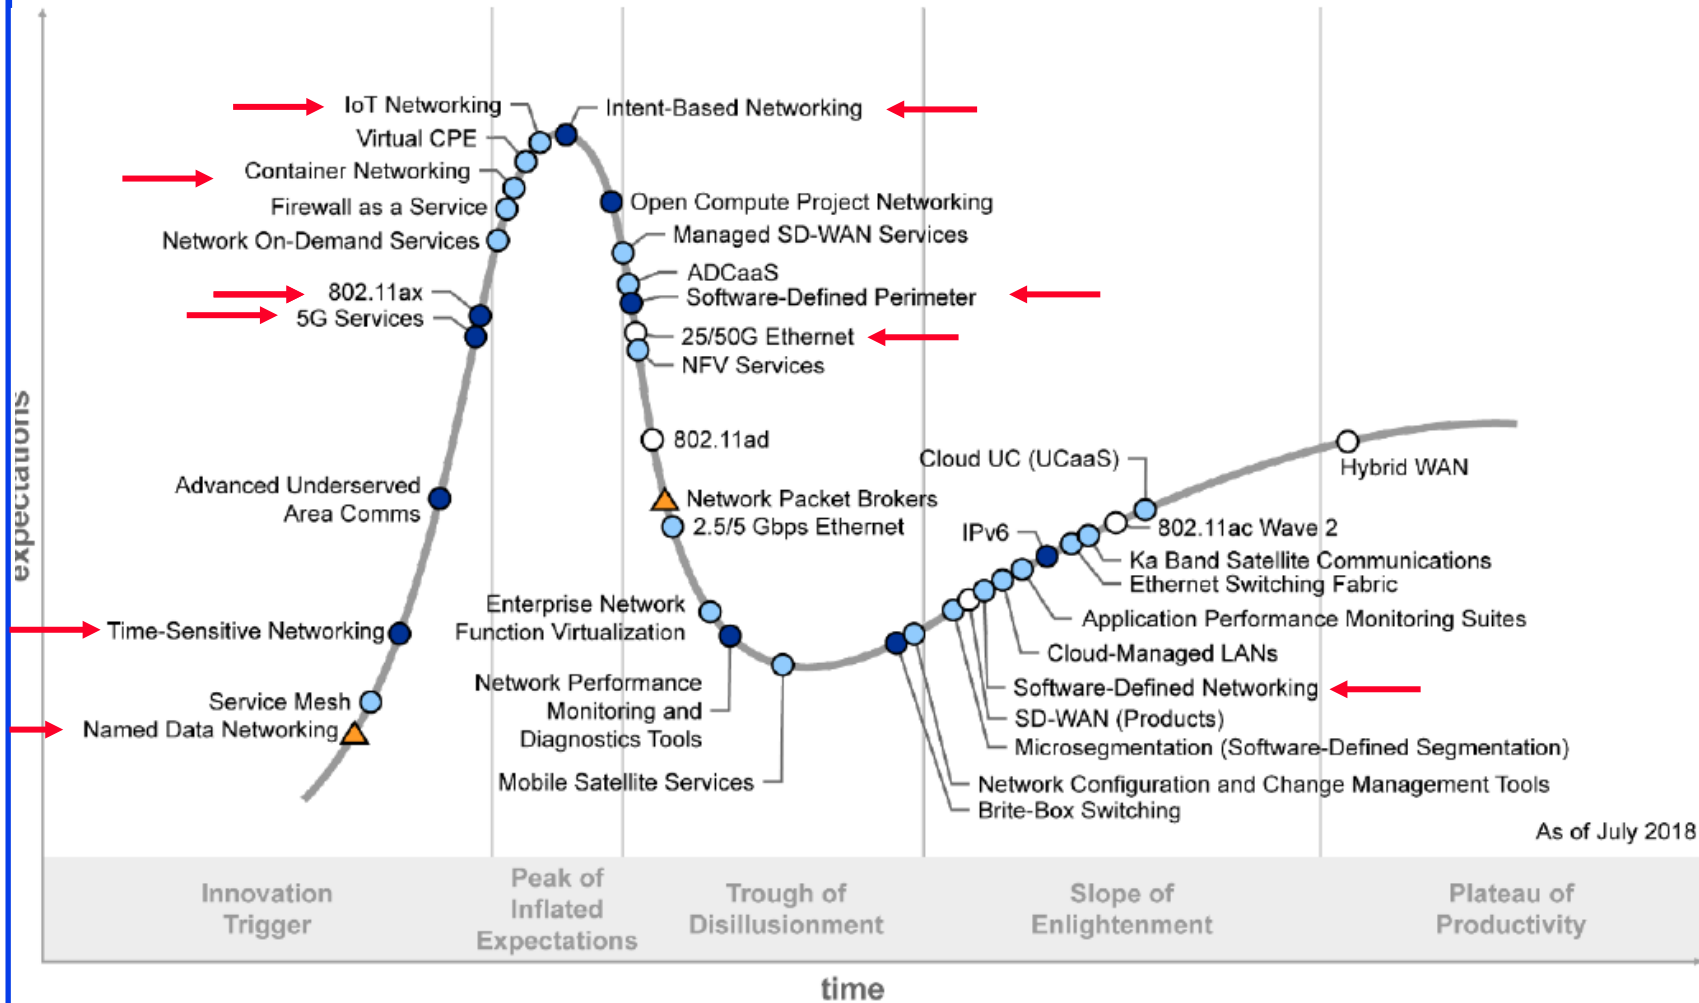 IoT Networking
Intent-Based Networking
Virtual CPE
Container Networking
Firewall as a Service
Open Compute Project Networking
Network On-Demand Services
Managed SD-WAN Services
ADCaaS
802.11ax
Software-Defined Perimeter
5G Services
25/50G Ethernet
NFV Services
expectations
802.11ad
Cloud UC (UCaaS)
Hybrid WAN
Advanced Underserved
Area Comms
Network Packet Brokers
2.5/5 Gbps Ethernet
IPv6
802.11ac Wave 2
Ka Band Satellite Communications
Ethernet Switching Fabric
Enterprise Network
Function Virtualization
Application Performance Monitoring Suites
Time-Sensitive Networking
Cloud-Managed LANs
Network Performance
Monitoring and
Diagnostics Tools
Software-Defined Networking
Service Mesh
SD-WAN (Products)
Named Data Networking
Microsegmentation (Software-Defined Segmentation)
Mobile Satellite Services
Network Configuration and Change Management Tools
Brite-Box Switching
As of July 2018
Innovation
Trigger
Peak of
Inflated
Expectations
Trough of
Disillusionment
Slope of
Enlightenment
Plateau of
Productivity
time